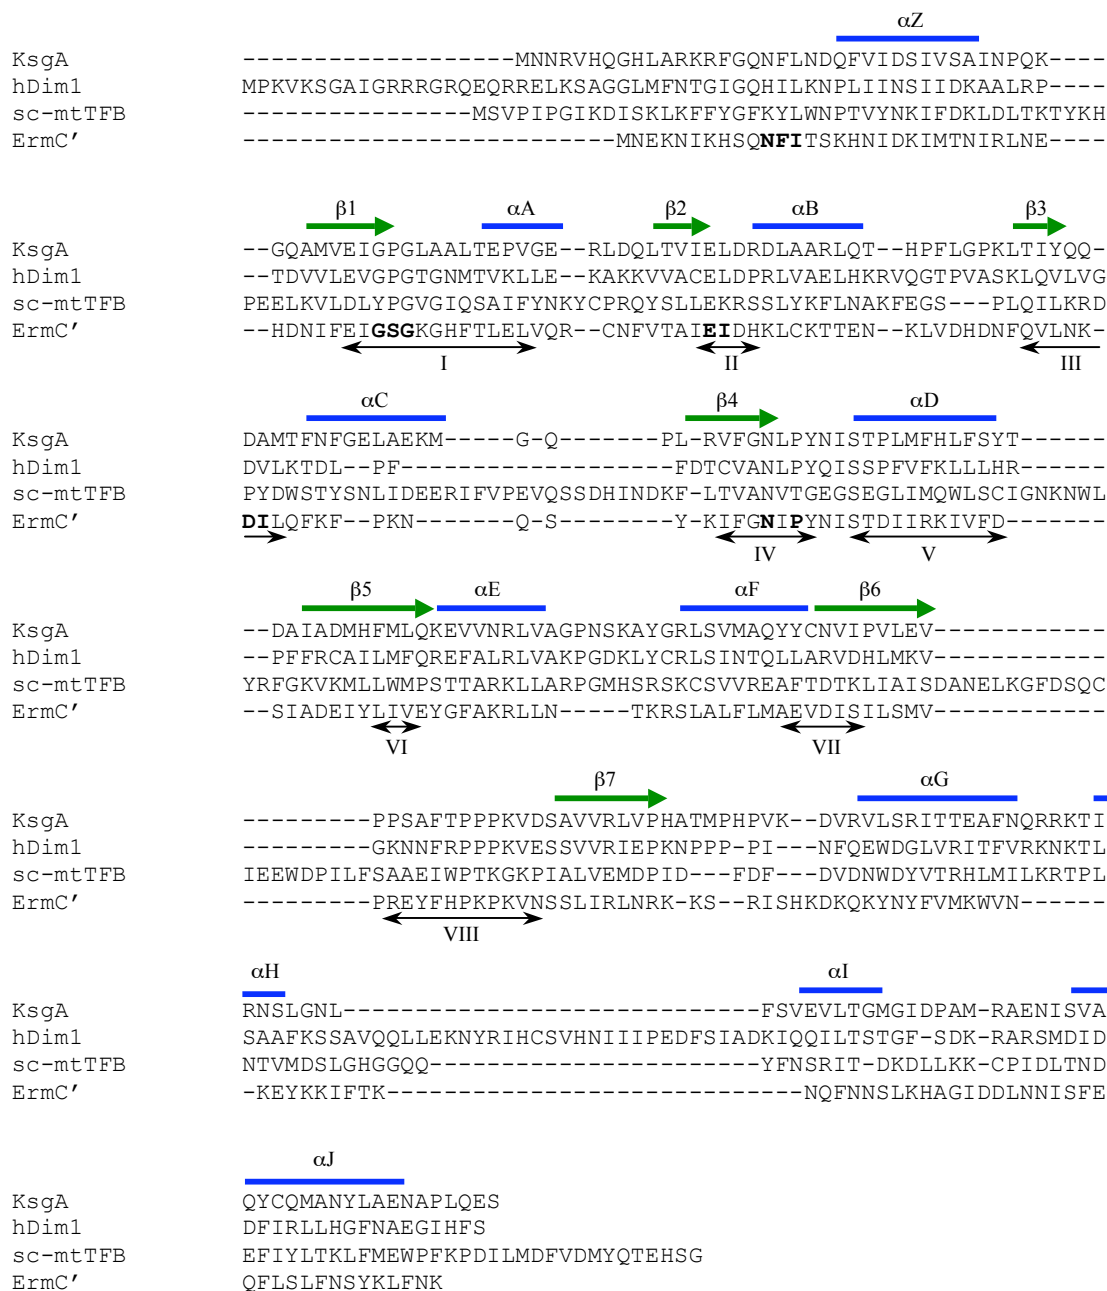 αZ
KsgA -----------------MNNRVHQGHLARKRFGQNFLNDQFVIDSIVSAINPQK----
hDim1 MPKVKSGAIGRRRGRQEQRRELKSAGGLMFNTGIGQHILKNPLIINSIIDKAALRP----
sc-mtTFB ---------------MSVPIPGIKDISKLKFFYGFKYLWNPTVYNKIFDKLDLTKTYKH
ErmC′ -----------------------MNEKNIKHSQNFITSKHNIDKIMTNIRLNE----
β1 αA β2 αB β3
KsgA --GQAMVEIGPGLAALTEPVGE--RLDQLTVIELDRDLAARLQT--HPFLGPKLTIYQQ-
hDim1 --TDVVLEVGPGTGNMTVKLLE--KAKKVVACELDPRLVAELHKRVQGTPVASKLQVLVG
sc-mtTFB PEELKVLDLYPGVGIQSAIFYNKYCPRQYSLLEKRSSLYKFLNAKFEGS---PLQILKRD
ErmC′ --HDNIFEIGSGKGHFTLELVQR--CNFVTAIEIDHKLCKTTEN--KLVDHDNFQVLNK-
I II III
αC β4 αD
KsgA DAMTFNFGELAEKM-----G-Q--------PL-RVFGNLPYNISTPLMFHLFSYT------
hDim1 DVLKTDL--PF------------------FDTCVANLPYQISSPFVFKLLLHR------
sc-mtTFB PYDWSTYSNLIDEERIFVPEVQSSDHINDKF-LTVANVTGEGSEGLIMQWLSCIGNKNWL
ErmC′ DILQFKF--PKN------Q-S--------Y-KIFGNIPYNISTDIIRKIVFD-------
IV V
β5 αE αF β6
KsgA --DAIADMHFMLQKEVVNRLVAGPNSKAYGRLSVMAQYYCNVIPVLEV------------
hDim1 --PFFRCAILMFQREFALRLVAKPGDKLYCRLSINTQLLARVDHLMKV------------
sc-mtTFB YRFGKVKMLLWMPSTTARKLLARPGMHSRSKCSVVREAFTDTKLIAISDANELKGFDSQC
ErmC′ --SIADEIYLIVEYGFAKRLLN-----TKRSLALFLMAEVDISILSMV------------
VI VII
β7 αG
KsgA ---------PPSAFTPPPKVDSAVVRLVPHATMPHPVK--DVRVLSRITTEAFNQRRKTI
hDim1 ---------GKNNFRPPPKVESSVVRIEPKNPPP-PI---NFQEWDGLVRITFVRKNKTL
sc-mtTFB IEEWDPILFSAAEIWPTKGKPIALVEMDPID---FDF---DVDNWDYVTRHLMILKRTPL
ErmC′ ---------PREYFHPKPKVNSSLIRLNRK-KS--RISHKDKQKYNYFVMKWVN------
VIII
αH αI
KsgA RNSLGNL-----------------------------FSVEVLTGMGIDPAM-RAENISVA
hDim1 SAAFKSSAVQQLLEKNYRIHCSVHNIIIPEDFSIADKIQQILTSTGF-SDK-RARSMDID
sc-mtTFB NTVMDSLGHGGQQ-----------------------YFNSRIT-DKDLLKK-CPIDLTND
ErmC′ -KEYKKIFTK-----------------------------NQFNNSLKHAGIDDLNNISFE
αJ
KsgA QYCQMANYLAENAPLQES
hDim1 DFIRLLHGFNAEGIHFS
sc-mtTFB EFIYLTKLFMEWPFKPDILMDFVDMYQTEHSG
ErmC′ QFLSLFNSYKLFNK